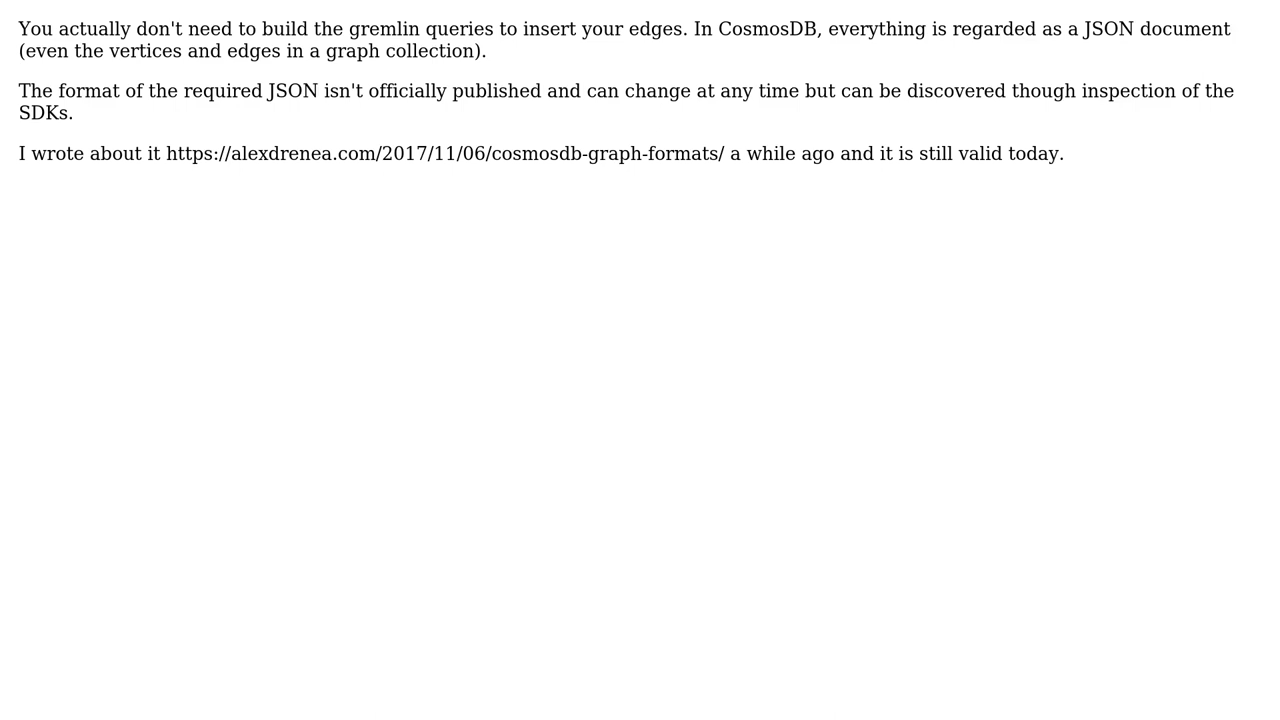 You actually don't need to build the gremlin queries to insert your edges. In CosmosDB, everything is regarded as a JSON document
(even the vertices and edges in a graph collection).
The format of the required JSON isn't officially published and can change at any time but can be discovered though inspection of the
SDKs.
I wrote about it https://alexdrenea.com/2017/11/06/cosmosdb-graph-formats/ a while ago and it is still valid today.